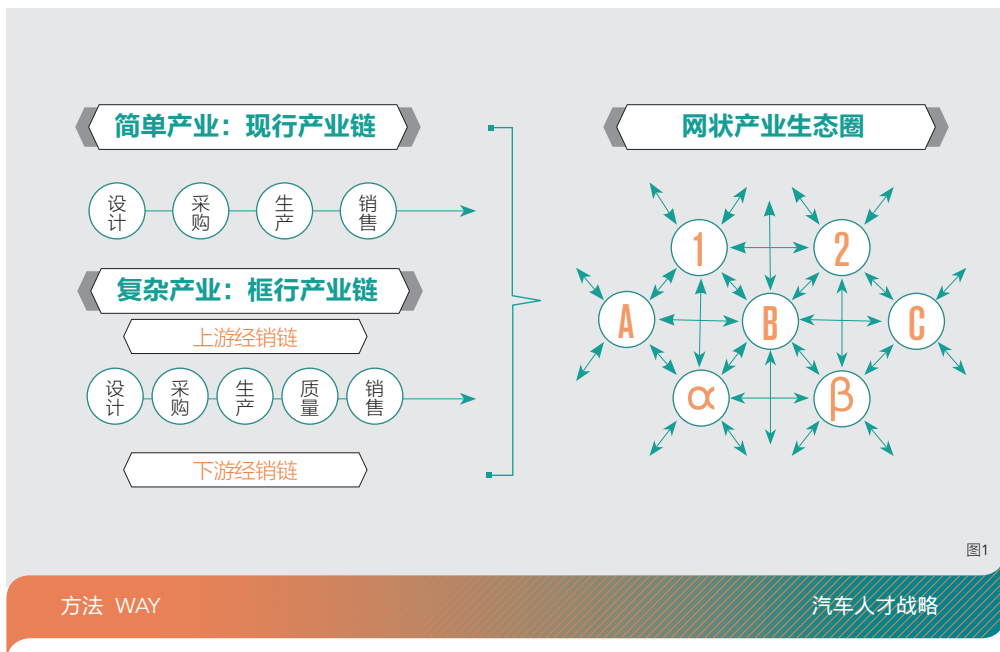 简单产业：现行产业链
设计 采购 生产 销售
复杂产业：框行产业链
上游经销链
设计 采购 生产 质量 销售
下游经销链
网状产业生态圈
1 2
A B C
α β
图1
方法 WAY
汽车人才战略